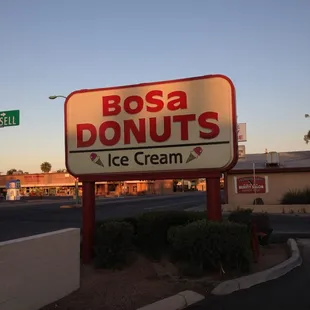 SELL
BoSa
DONUTS
Ice Cream